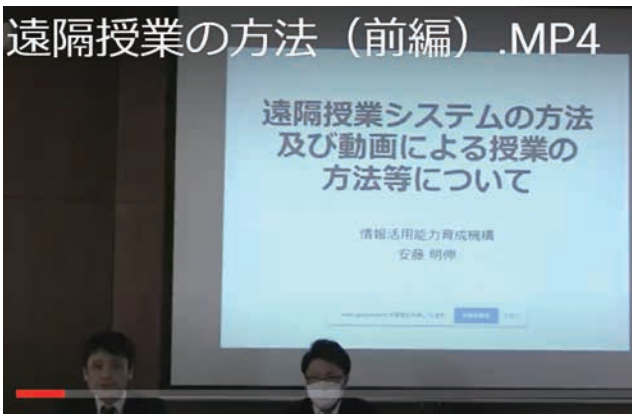 遠隔授業の方法（前編）.MP4
遠隔授業システムの方法
及び動画による授業の
方法等について
情報活用能力育成機構
安藤 明伸